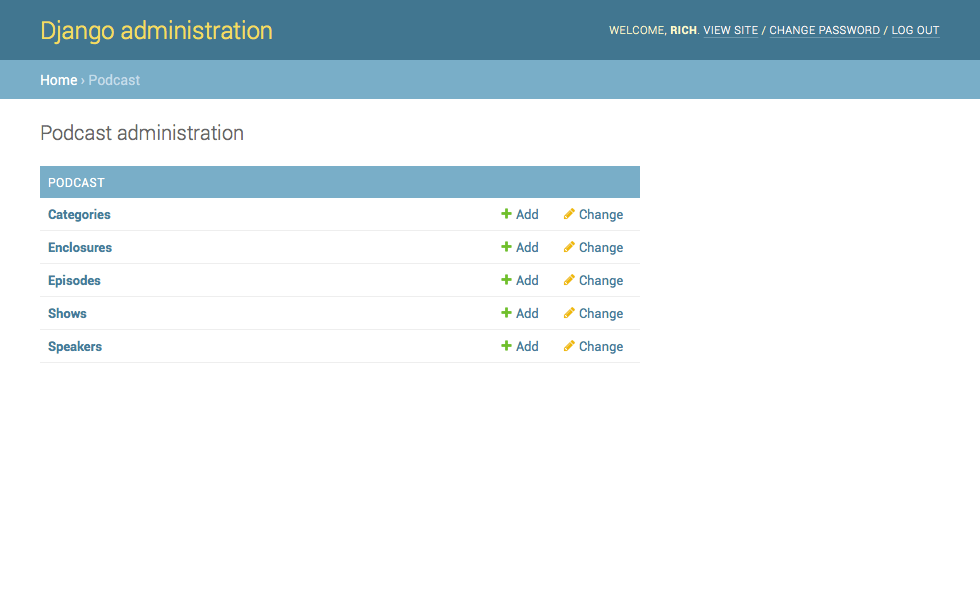 Django administration
WELCOME, RICH. VIEW SITE / CHANGE PASSWORD / LOG OUT
Home › Podcast
Podcast administration
PODCAST
Categories Add Change
Enclosures Add Change
Episodes Add Change
Shows Add Change
Speakers Add Change